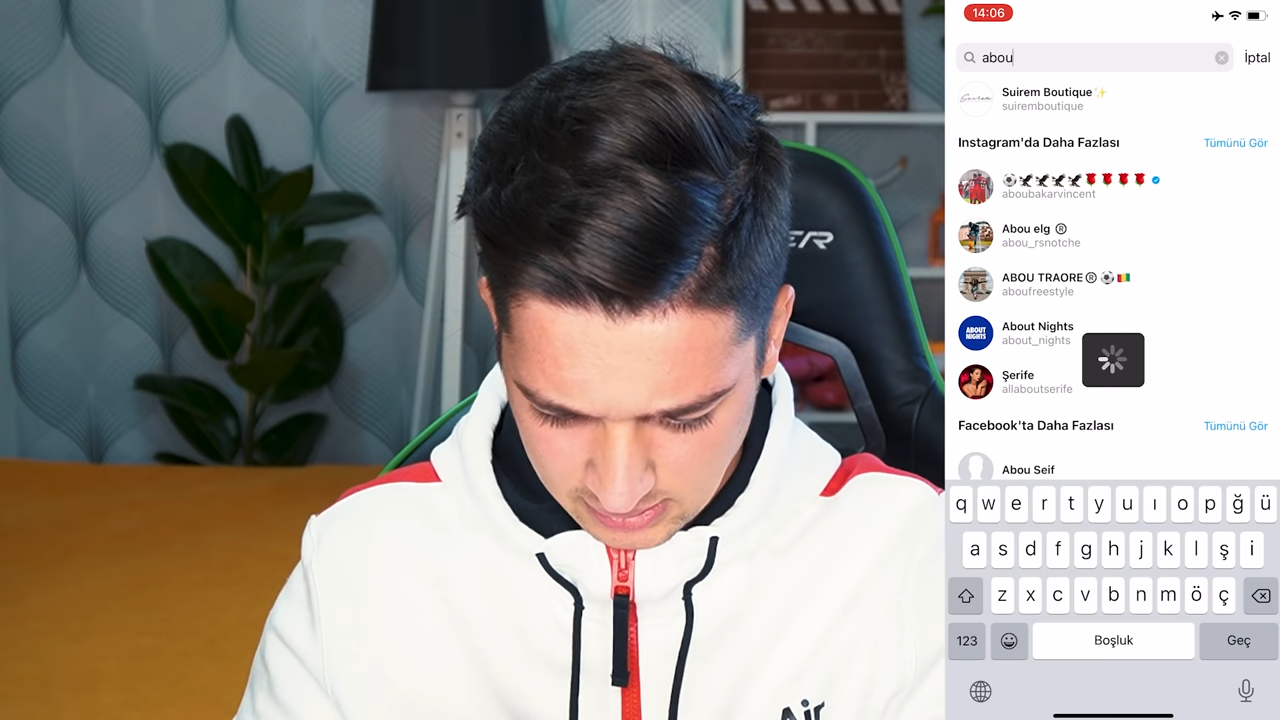 14:06
abou
İptal
Suirem Boutique✨
suiremboutique
Instagram'da Daha Fazlası
Tümünü Gör
⚽🦅🦅🦅🦅🌹🌹🌹🌹
aboubakarvincent
Abou elg ®
abou_rsnotche
ABOU TRAORE®⚽🇬🇳
aboufreestyle
ABOUT NIGHTS
About Nights
about_nights
Şerife
allaboutserife
Facebook'ta Daha Fazlası
Tümünü Gör
Abou Seif
q w e r t y u ı o p ğ ü
a s d f g h j k l ş i
z x c v b n m ö ç
123
Boşluk
Geç
Air